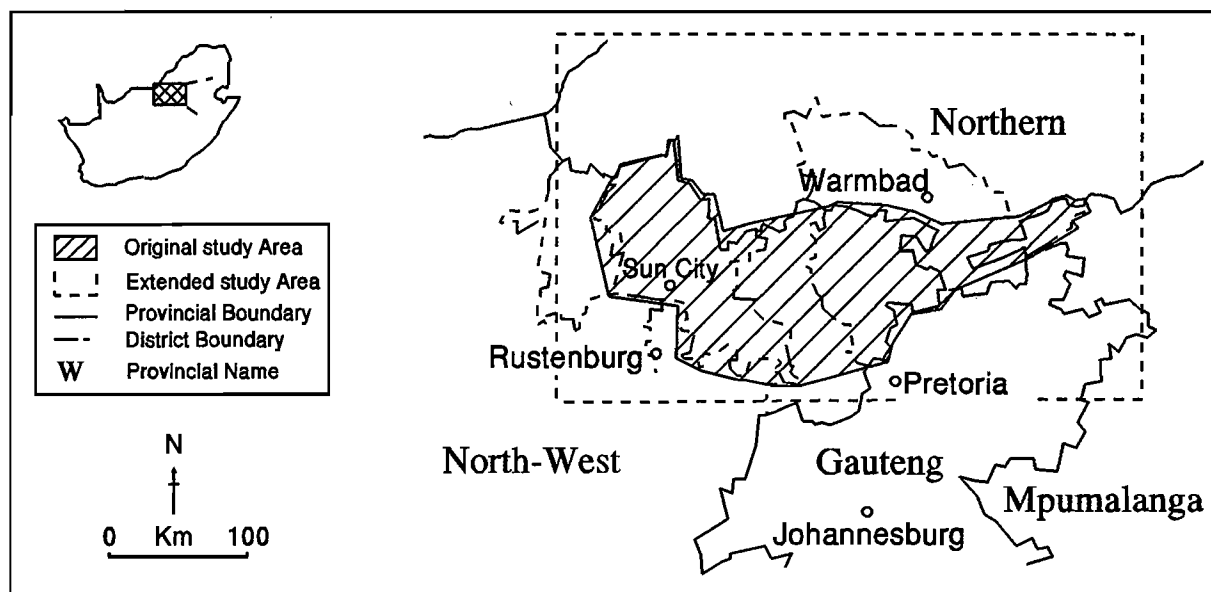 Northern
Warmbad
Sun City
Rustenburg
Pretoria
North-West
Gauteng
Mpumalanga
Johannesburg
Original study Area
Extended study Area
Provincial Boundary
District Boundary
W Provincial Name
N
0 Km 100